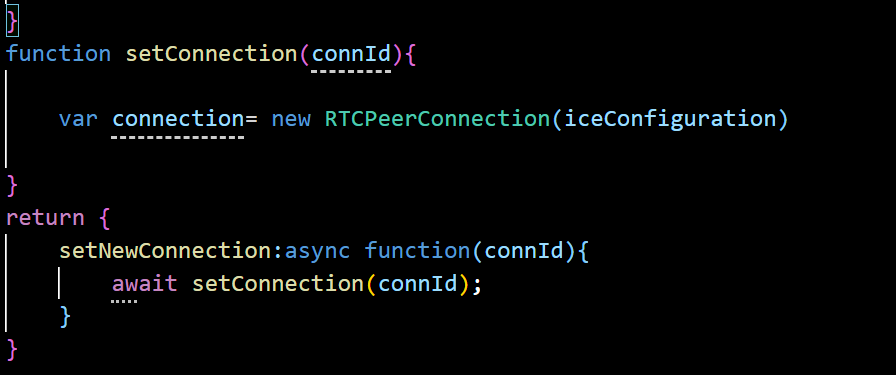 }
function setConnection(connId){
var connection= new RTCPeerConnection(iceConfiguration)
}
return {
setNewConnection:async function(connId){
await setConnection(connId);
}
}